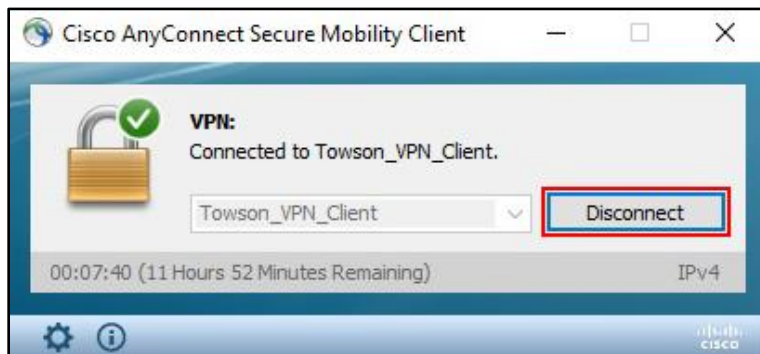 Cisco AnyConnect Secure Mobility Client
VPN:
Connected to Towson_VPN_Client.
Towson_VPN_Client
Disconnect
00:07:40 (11 Hours 52 Minutes Remaining)
IPv4
cisco